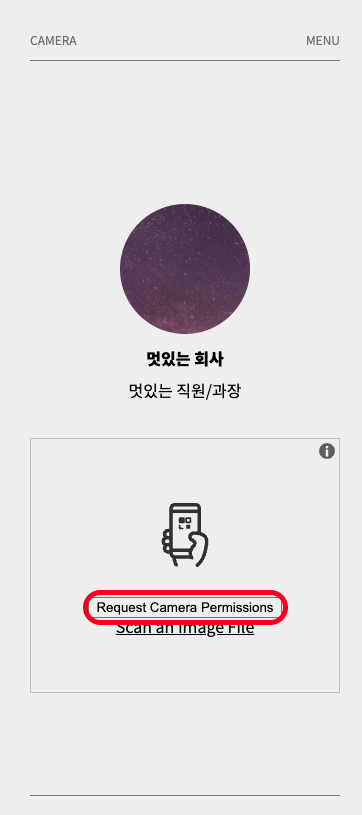 CAMERA
MENU
멋있는 회사
멋있는 직원/과장
Request Camera Permissions
Scan an Image File